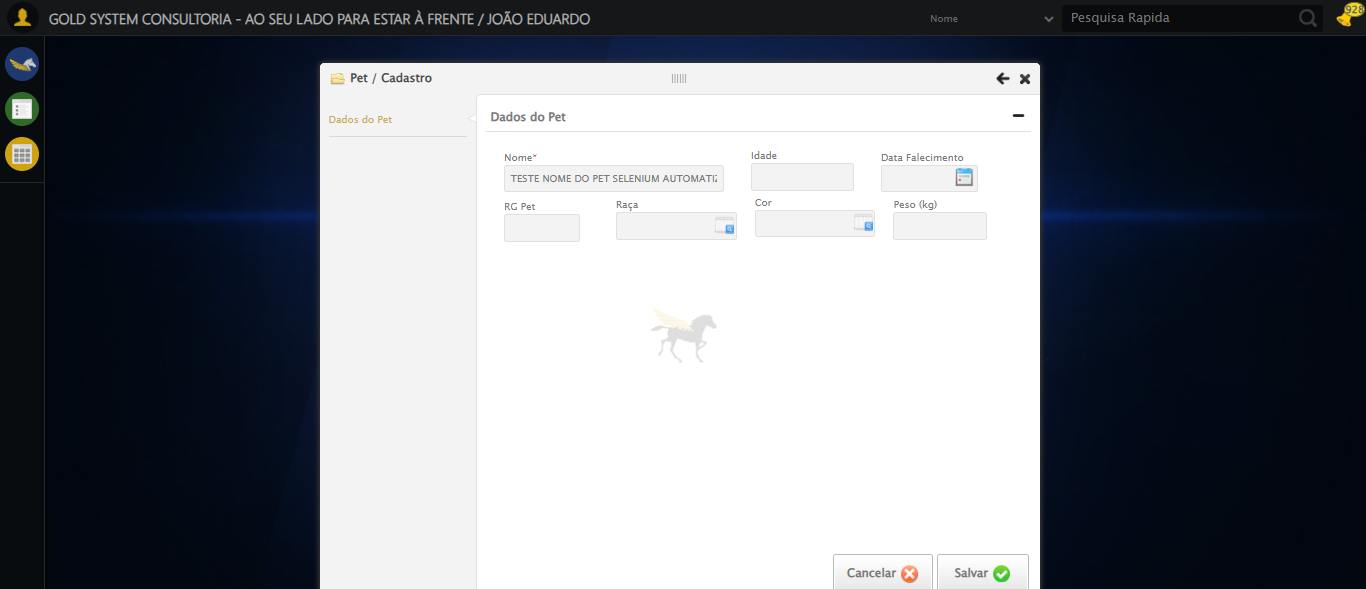 GOLD SYSTEM CONSULTORIA - AO SEU LADO PARA ESTAR À FRENTE / JOÃO EDUARDO
Nome
Pesquisa Rapida
928
Pet / Cadastro
Dados do Pet
Dados do Pet
Nome*
Idade
Data Falecimento
TESTE NOME DO PET SELENIUM AUTOMATIZ
RG Pet
Raça
Cor
Peso (kg)
Cancelar
Salvar